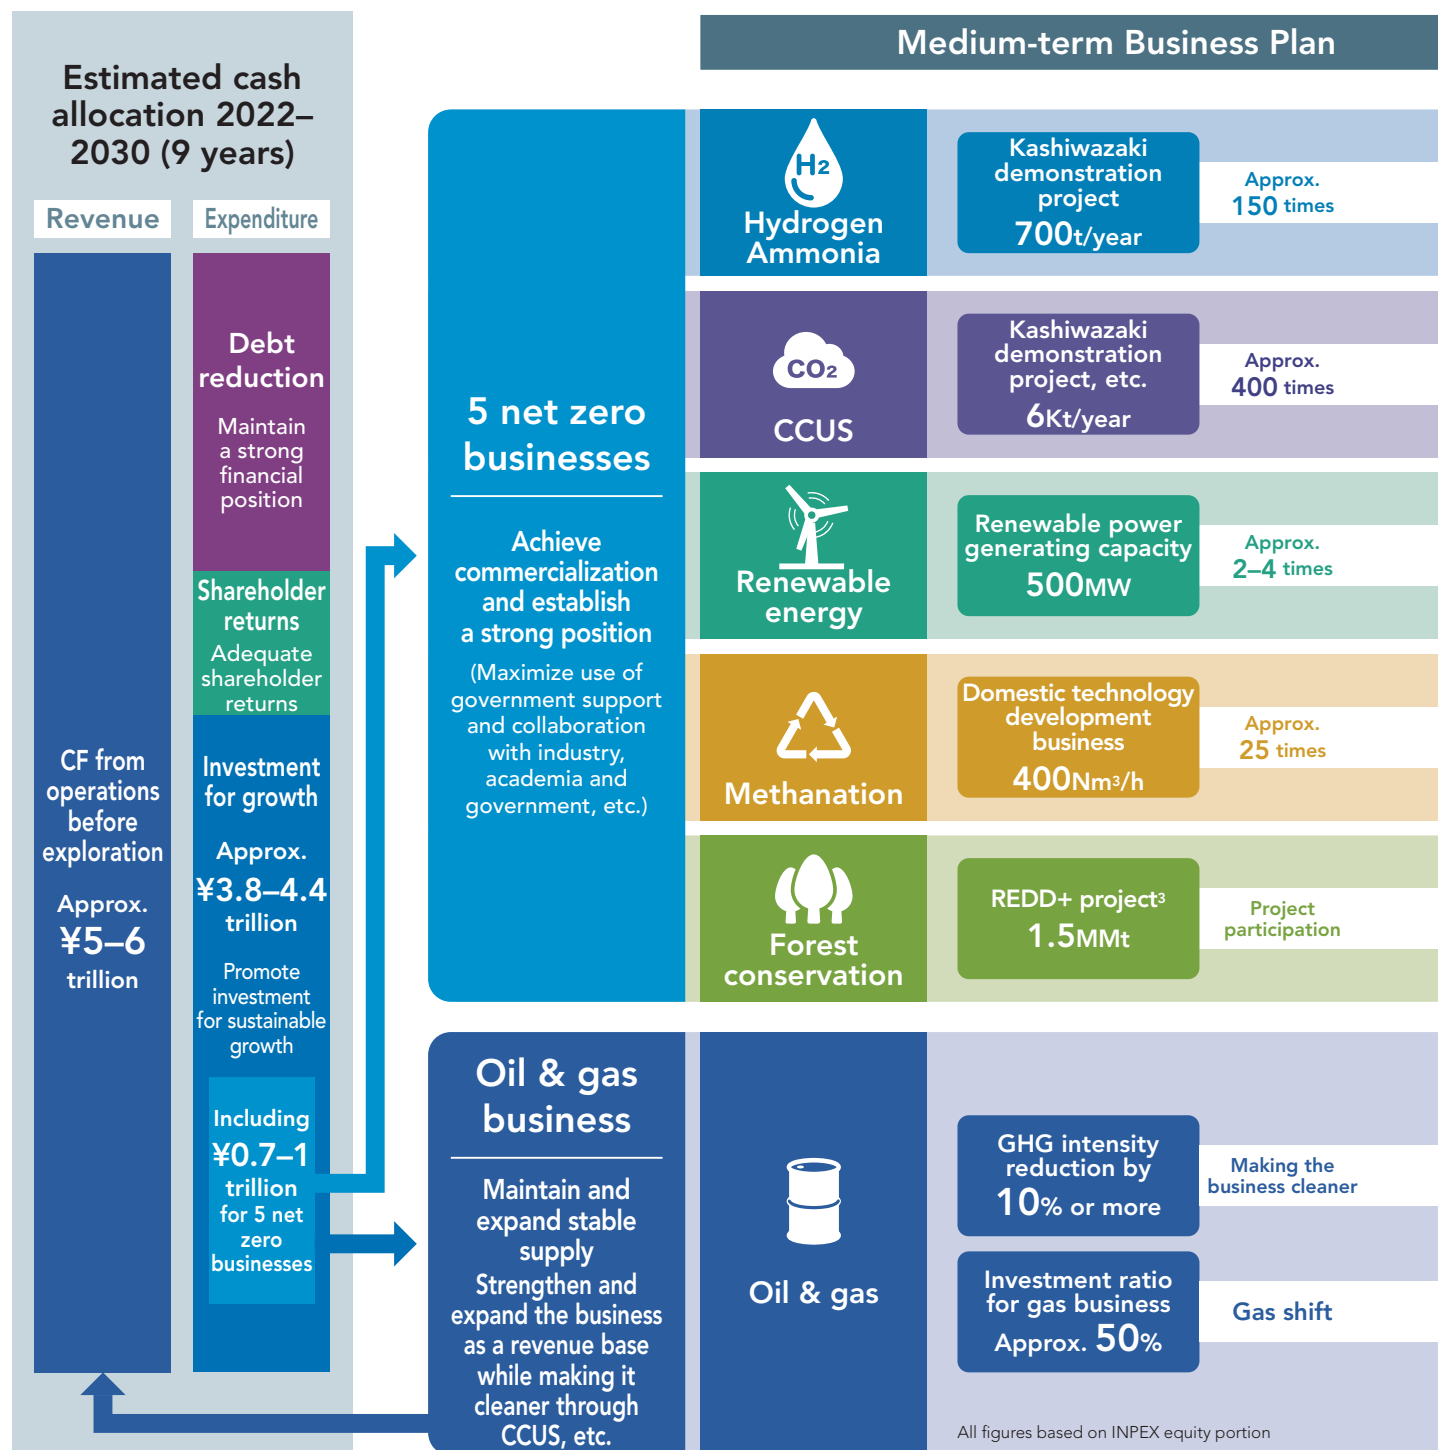 Estimated cash
allocation 2022–
2030 (9 years)
Revenue
Expenditure
CF from
operations
before
exploration
Approx.
¥5–6
trillion
Debt
reduction
Maintain
a strong
financial
position
Shareholder
returns
Adequate
shareholder
returns
Investment
for growth
Approx.
¥3.8–4.4
trillion
Promote
investment
for sustainable
growth
Including
¥0.7–1
trillion
for 5 net
zero
businesses
Medium-term Business Plan
5 net zero
businesses
Achieve
commercialization
and establish
a strong position
(Maximize use of
government support
and collaboration
with industry,
academia and
government, etc.)
H2
Hydrogen
Ammonia
Kashiwazaki
demonstration
project
700t/year
Approx.
150 times
CO2
CCUS
Kashiwazaki
demonstration
project, etc.
6Kt/year
Approx.
400 times
Renewable
energy
Renewable power
generating capacity
500MW
Approx.
2–4 times
Methanation
Domestic technology
development
business
400Nm³/h
Approx.
25 times
Forest
conservation
REDD+ project³
1.5MMt
Project
participation
Oil & gas
business
Maintain and
expand stable
supply
Strengthen and
expand the business
as a revenue base
while making it
cleaner through
CCUS, etc.
Oil & gas
GHG intensity
reduction by
10% or more
Making the
business cleaner
Investment ratio
for gas business
Approx. 50%
Gas shift
All figures based on INPEX equity portion